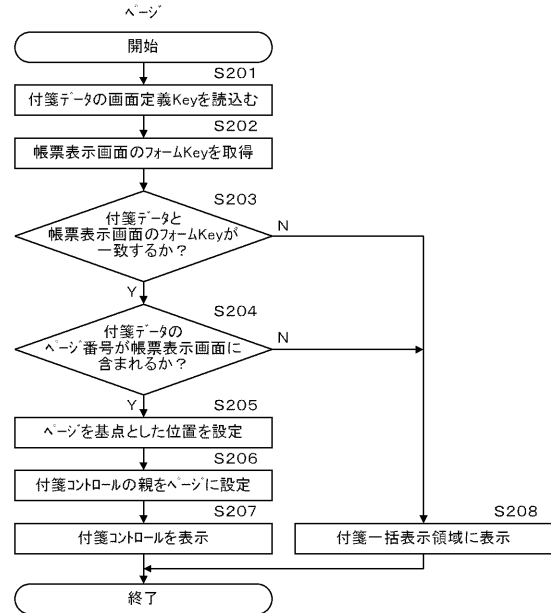 ページ
開始
S201
付箋データの画面定義Keyを読込む
S202
帳票表示画面のフォームKeyを取得
S203
付箋データと
帳票表示画面のフォームKeyが
一致するか？
N
Y
S204
付箋データの
ページ番号が帳票表示画面に
含まれるか？
N
Y
S205
ページを基点とした位置を設定
S206
付箋コントロールの親をページに設定
S207
付箋コントロールを表示
S208
付箋一括表示領域に表示
終了